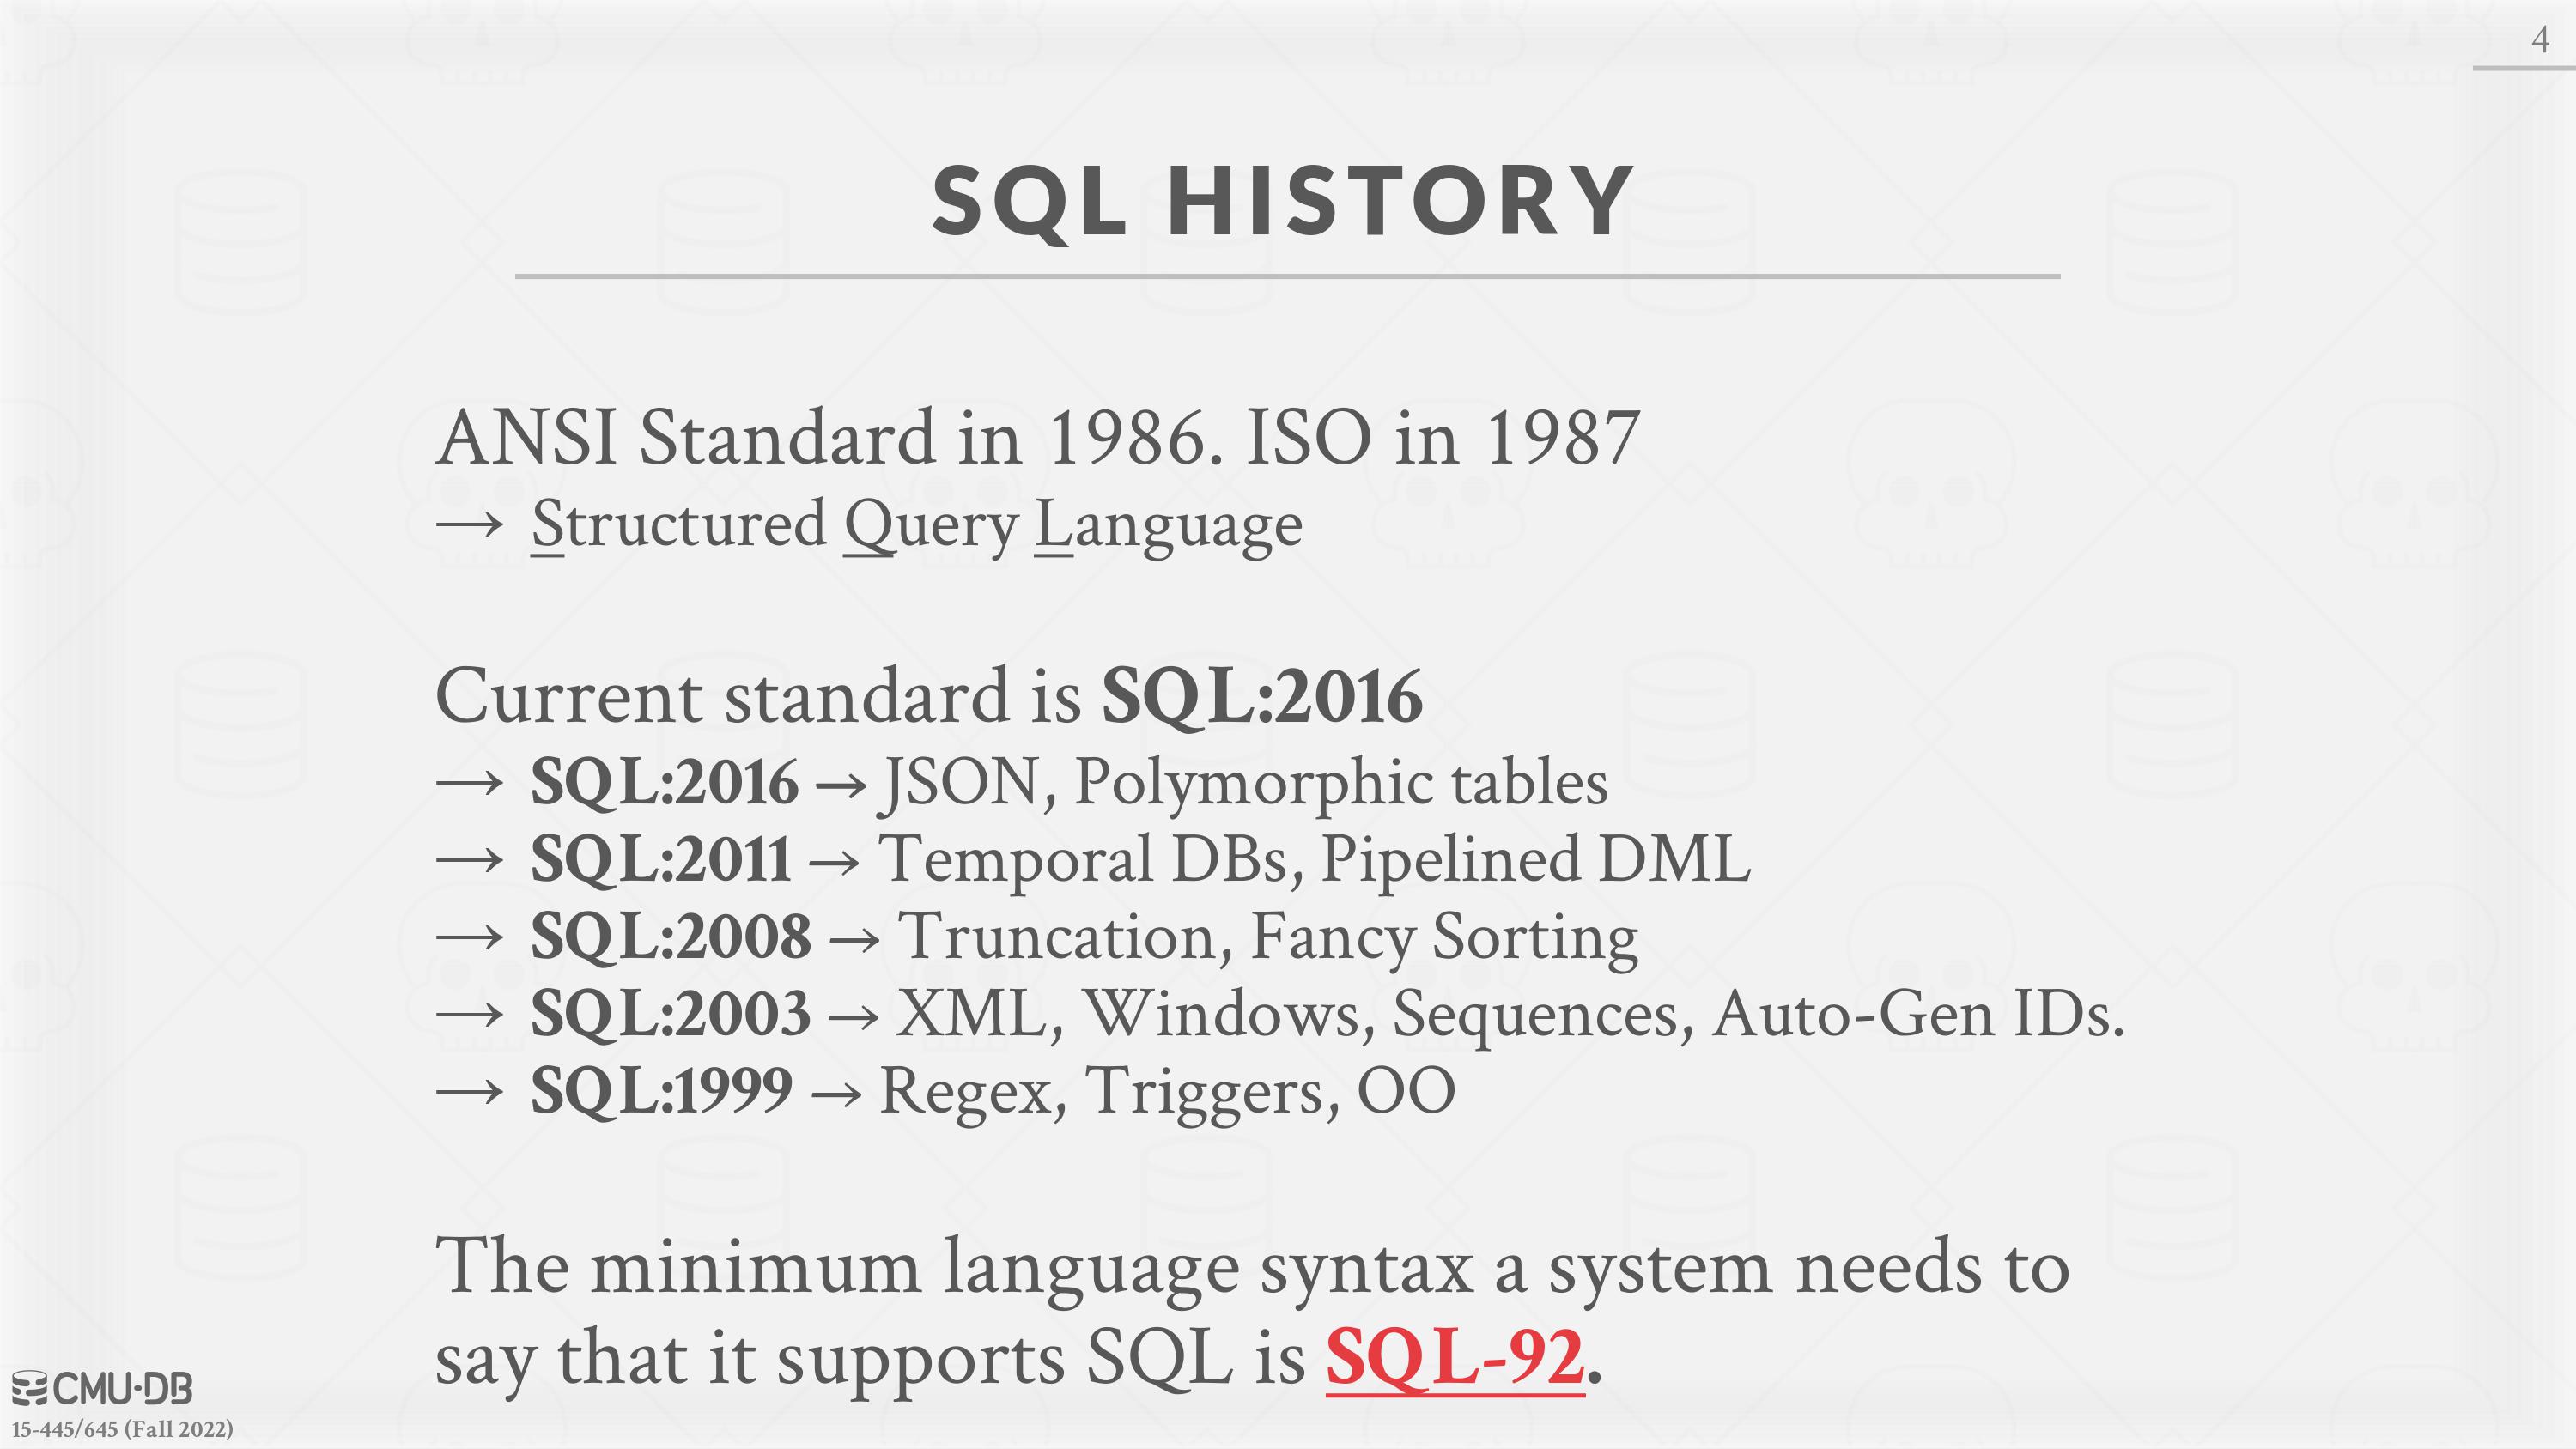 4
SQL HISTORY
ANSI Standard in 1986. ISO in 1987
→ Structured Query Language
Current standard is SQL:2016
→ SQL:2016 → JSON, Polymorphic tables
→ SQL:2011 → Temporal DBs, Pipelined DML
→ SQL:2008 → Truncation, Fancy Sorting
→ SQL:2003 → XML, Windows, Sequences, Auto-Gen IDs.
→ SQL:1999 → Regex, Triggers, OO
The minimum language syntax a system needs to
say that it supports SQL is SQL-92.
CMU·DB
15-445/645 (Fall 2022)